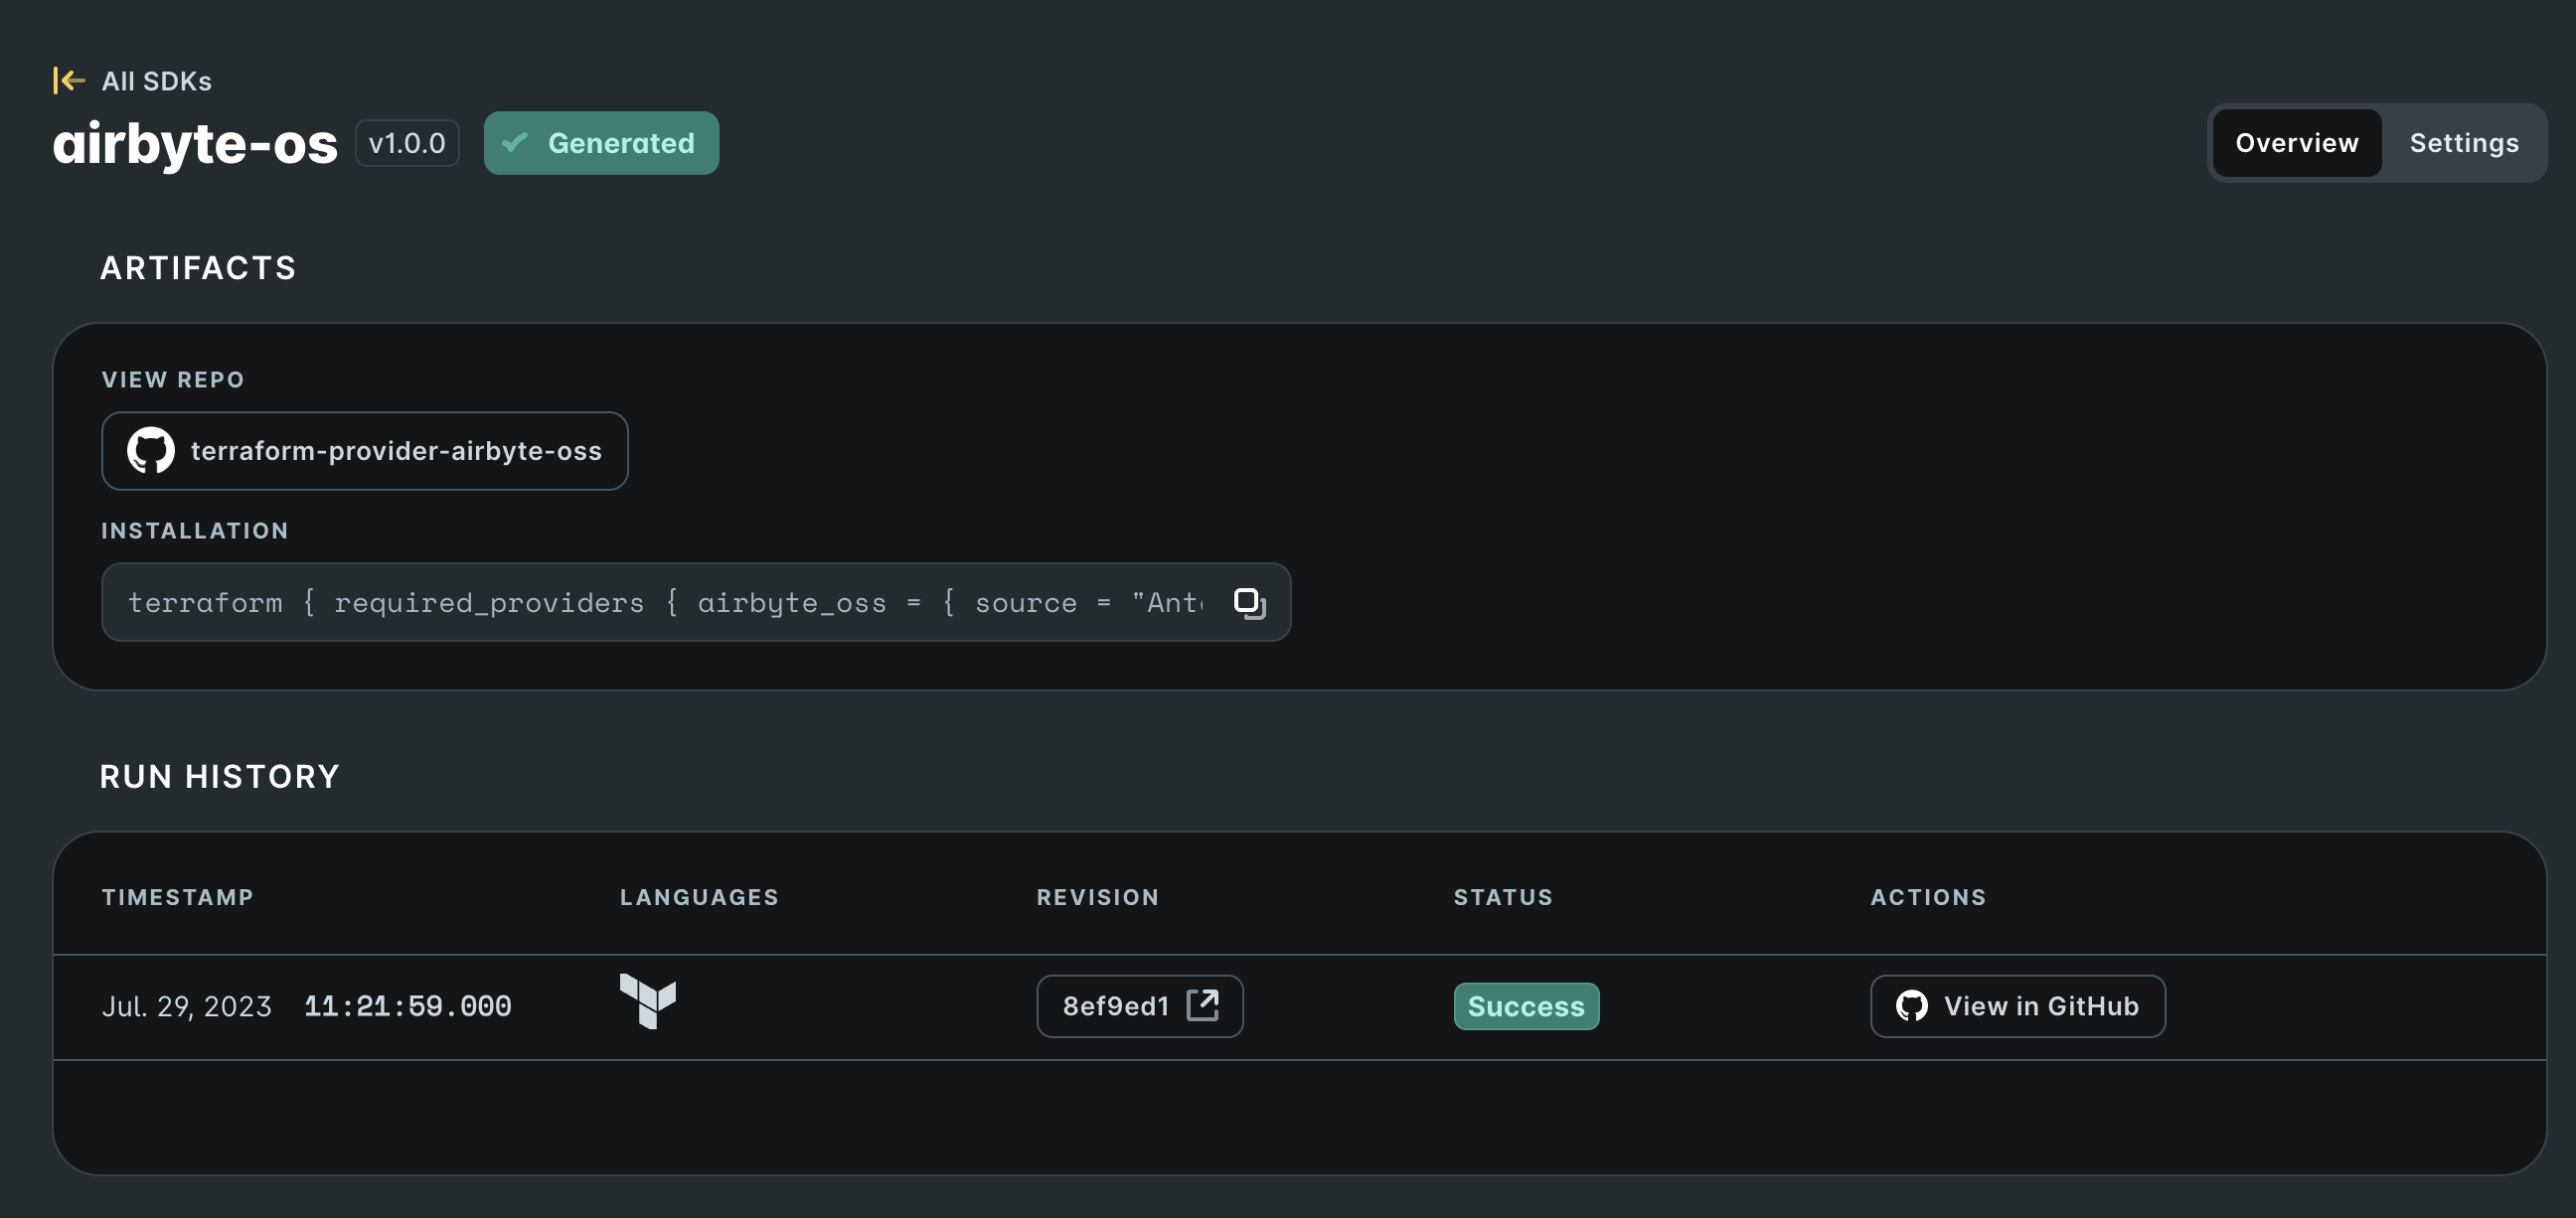 All SDKs
airbyte-os v1.0.0 Generated
Overview Settings
ARTIFACTS
VIEW REPO
terraform-provider-airbyte-oss
INSTALLATION
terraform { required_providers { airbyte_oss = { source = "Ant
RUN HISTORY
TIMESTAMP LANGUAGES REVISION STATUS ACTIONS
Jul. 29, 2023 11:21:59.000 8ef9ed1 Success View in GitHub